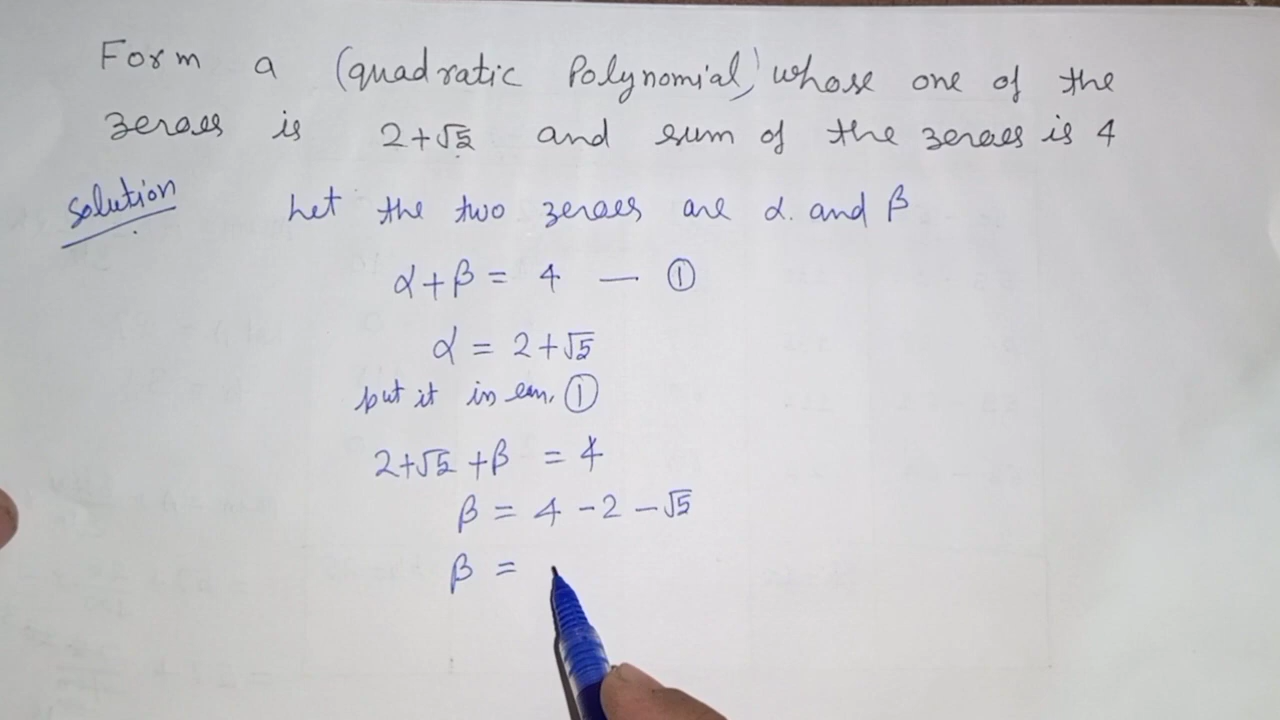 Form a (quadratic Polynomial) whose one of the
zeroes is 2+√5 and sum of the zeroes is 4
Solution Let the two zeroes are α and β
α+β = 4 — ①
α = 2+√5
put it in eqn. ①
2+√5 +β = 4
β = 4 -2 -√5
β =